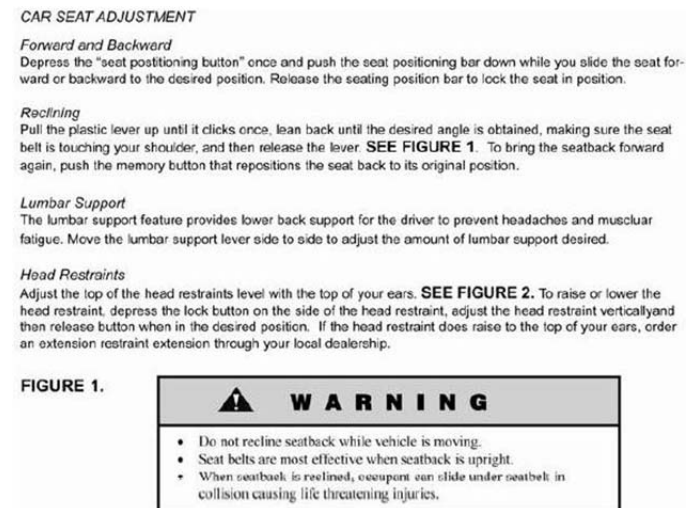 CAR SEAT ADJUSTMENT
Forward and Backward
Depress the "seat postitioning button" once and push the seat positioning bar down while you slide the seat for-
ward or backward to the desired position. Release the seating position bar to lock the seat in position.
Reclining
Pull the plastic lever up until it clicks once, lean back until the desired angle is obtained, making sure the seat
belt is touching your shoulder, and then release the lever. SEE FIGURE 1. To bring the seatback forward
again, push the memory button that repositions the seat back to its original position.
Lumbar Support
The lumbar support feature provides lower back support for the driver to prevent headaches and muscluar
fatigue. Move the lumbar support lever side to side to adjust the amount of lumbar support desired.
Head Restraints
Adjust the top of the head restraints level with the top of your ears. SEE FIGURE 2. To raise or lower the
head restraint, depress the lock button on the side of the head restraint, adjust the head restraint verticallyand
then release button when in the desired position. If the head restraint does raise to the top of your ears, order
an extension restraint extension through your local dealership.
FIGURE 1.
WARNING
• Do not recline seatback while vehicle is moving.
• Seat belts are most effective when seatback is upright.
• When seatback is reclined, occupant can slide under seatbelt in
collision causing life threatening injuries.